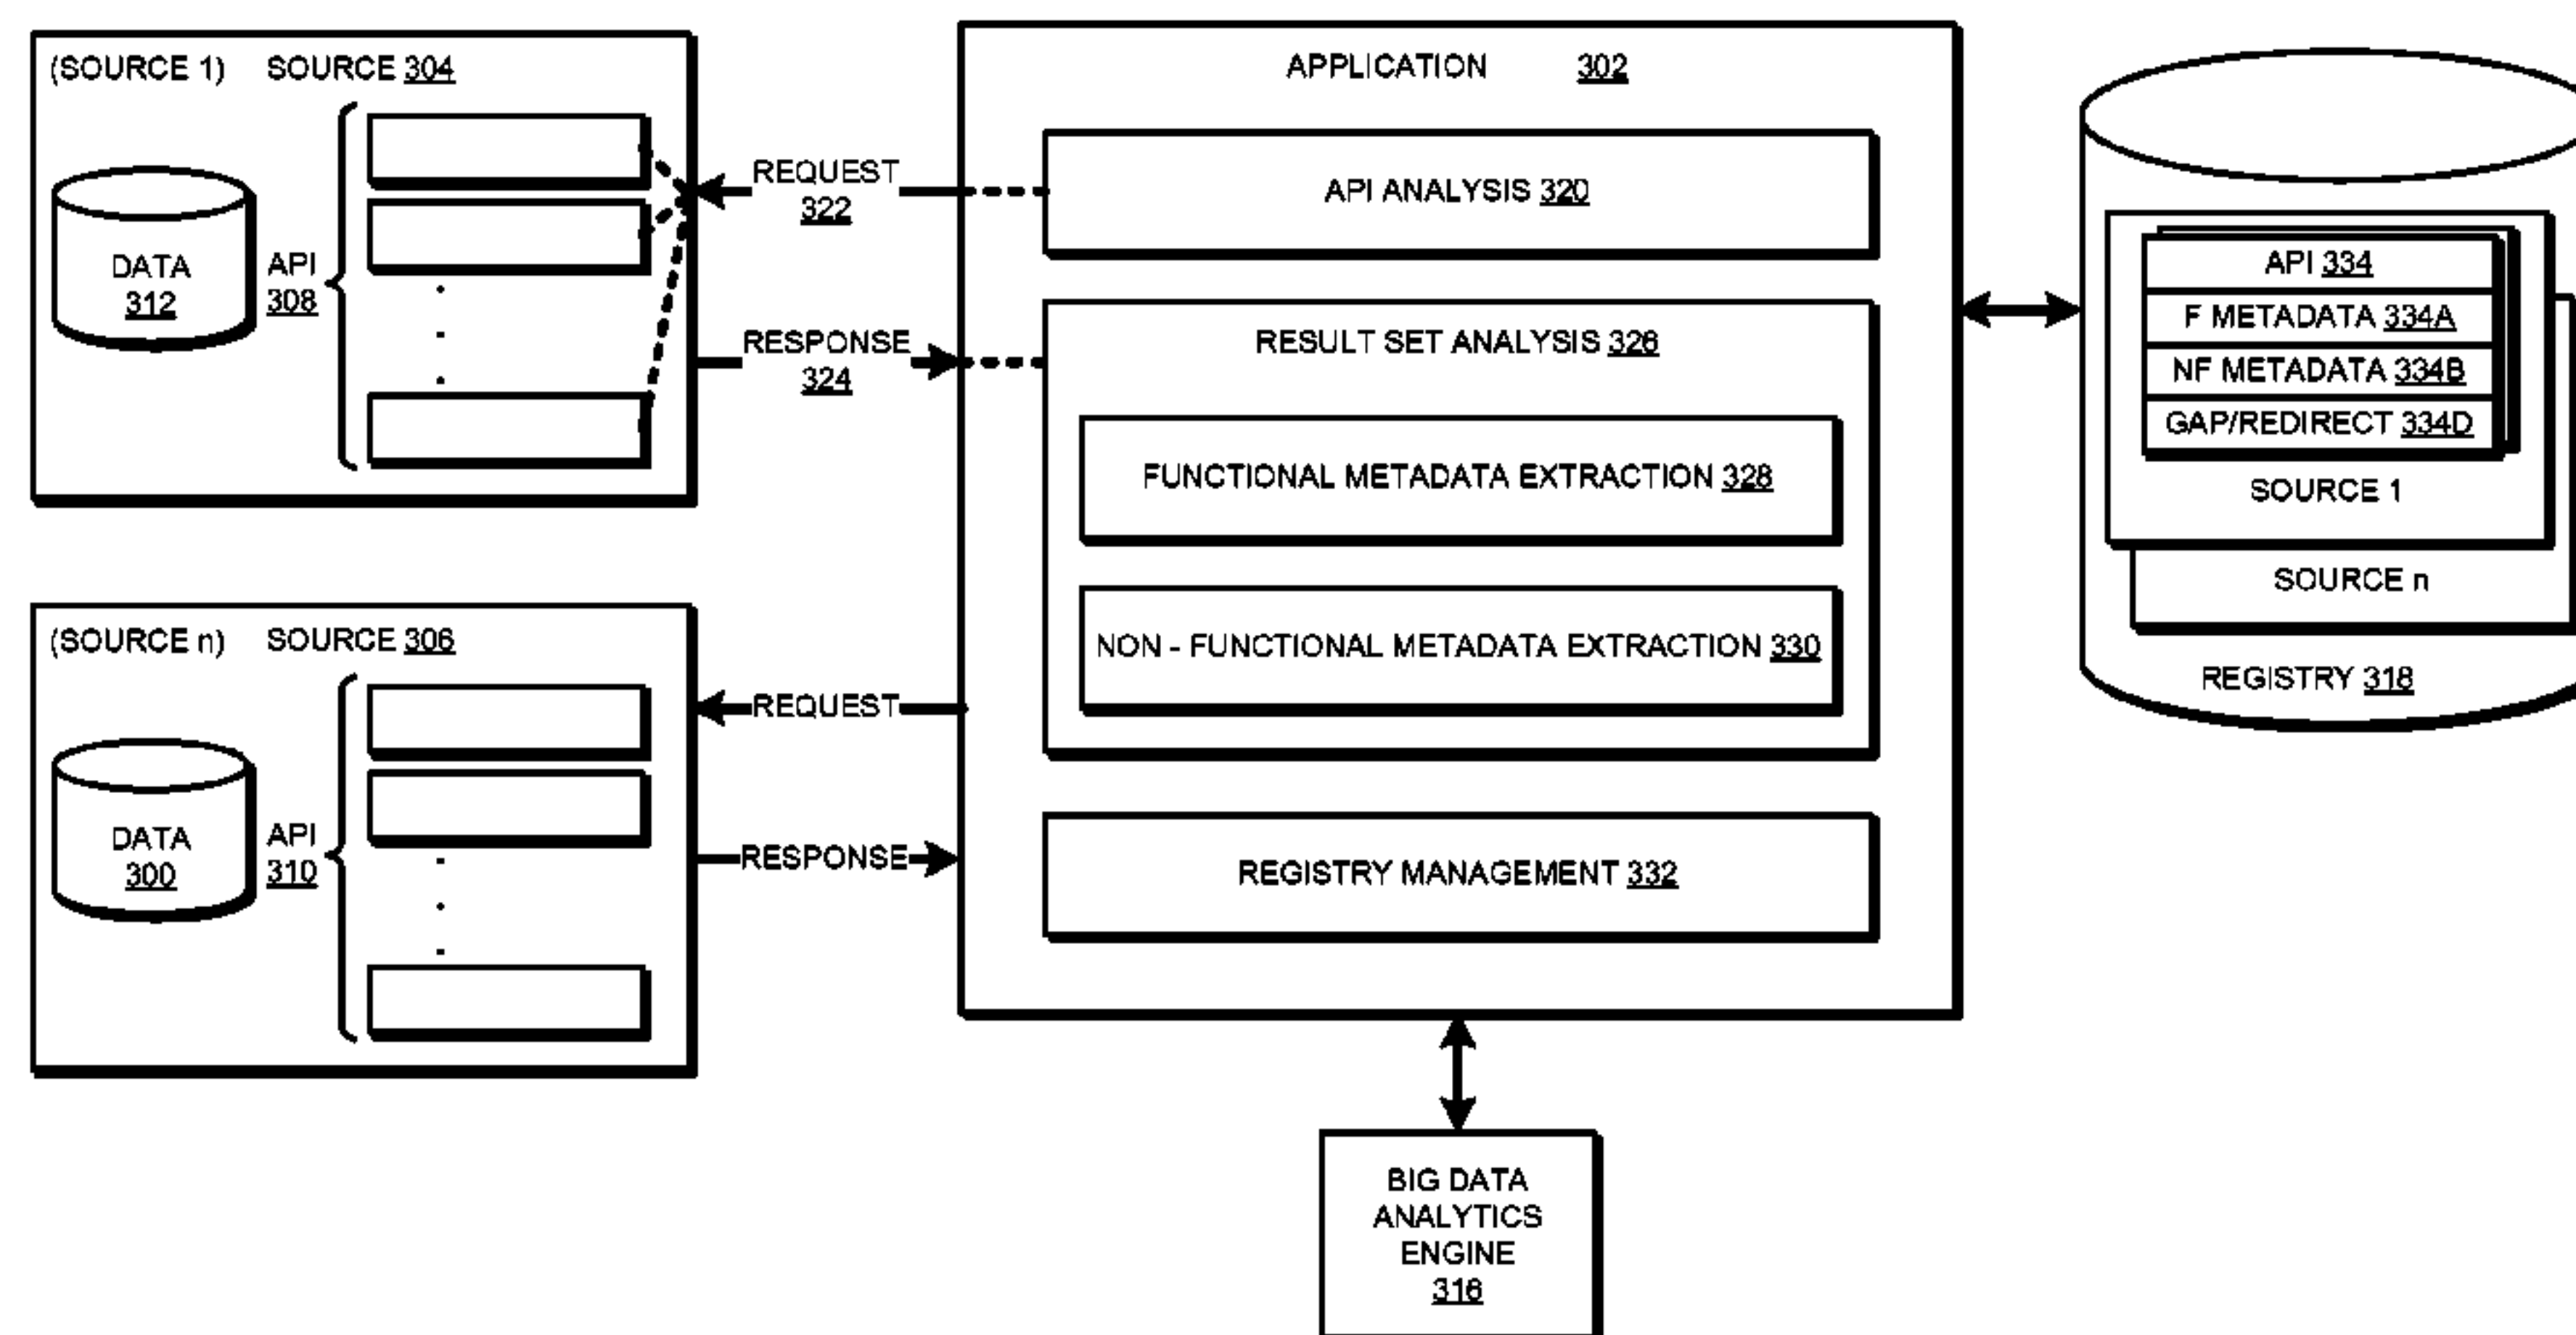 (SOURCE 1) SOURCE 304
DATA
312
API
308
REQUEST
322
RESPONSE
324
(SOURCE n) SOURCE 306
DATA
300
API
310
REQUEST
RESPONSE
APPLICATION 302
API ANALYSIS 320
RESULT SET ANALYSIS 326
FUNCTIONAL METADATA EXTRACTION 328
NON - FUNCTIONAL METADATA EXTRACTION 330
REGISTRY MANAGEMENT 332
BIG DATA
ANALYTICS
ENGINE
316
API 334
F METADATA 334A
NF METADATA 334B
GAP/REDIRECT 334D
SOURCE 1
SOURCE n
REGISTRY 318